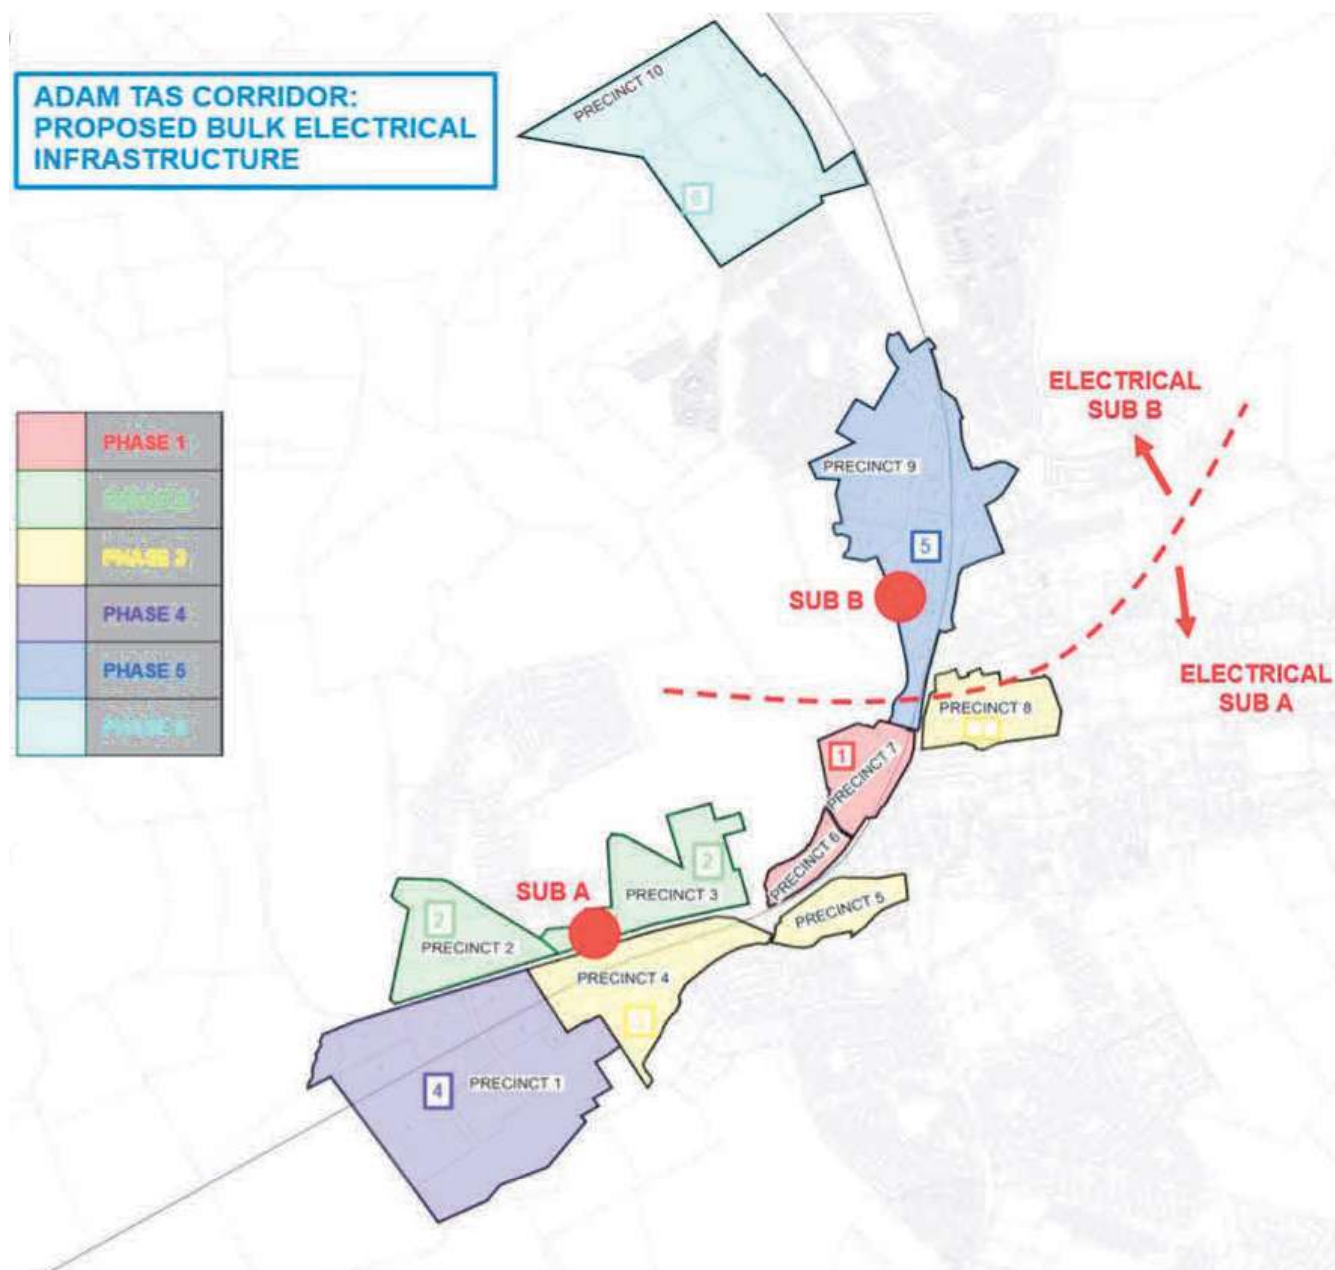 ADAM TAS CORRIDOR:
PROPOSED BULK ELECTRICAL
INFRASTRUCTURE
PRECINCT 10
6
PHASE 1
PHASE 3
PHASE 4
PHASE 5
ELECTRICAL
SUB B
PRECINCT 9
5
SUB B
ELECTRICAL
SUB A
PRECINCT 8
1
PRECINCT 7
PRECINCT 6
2
PRECINCT 3
SUB A
PRECINCT 5
2
PRECINCT 2
PRECINCT 4
4
PRECINCT 1